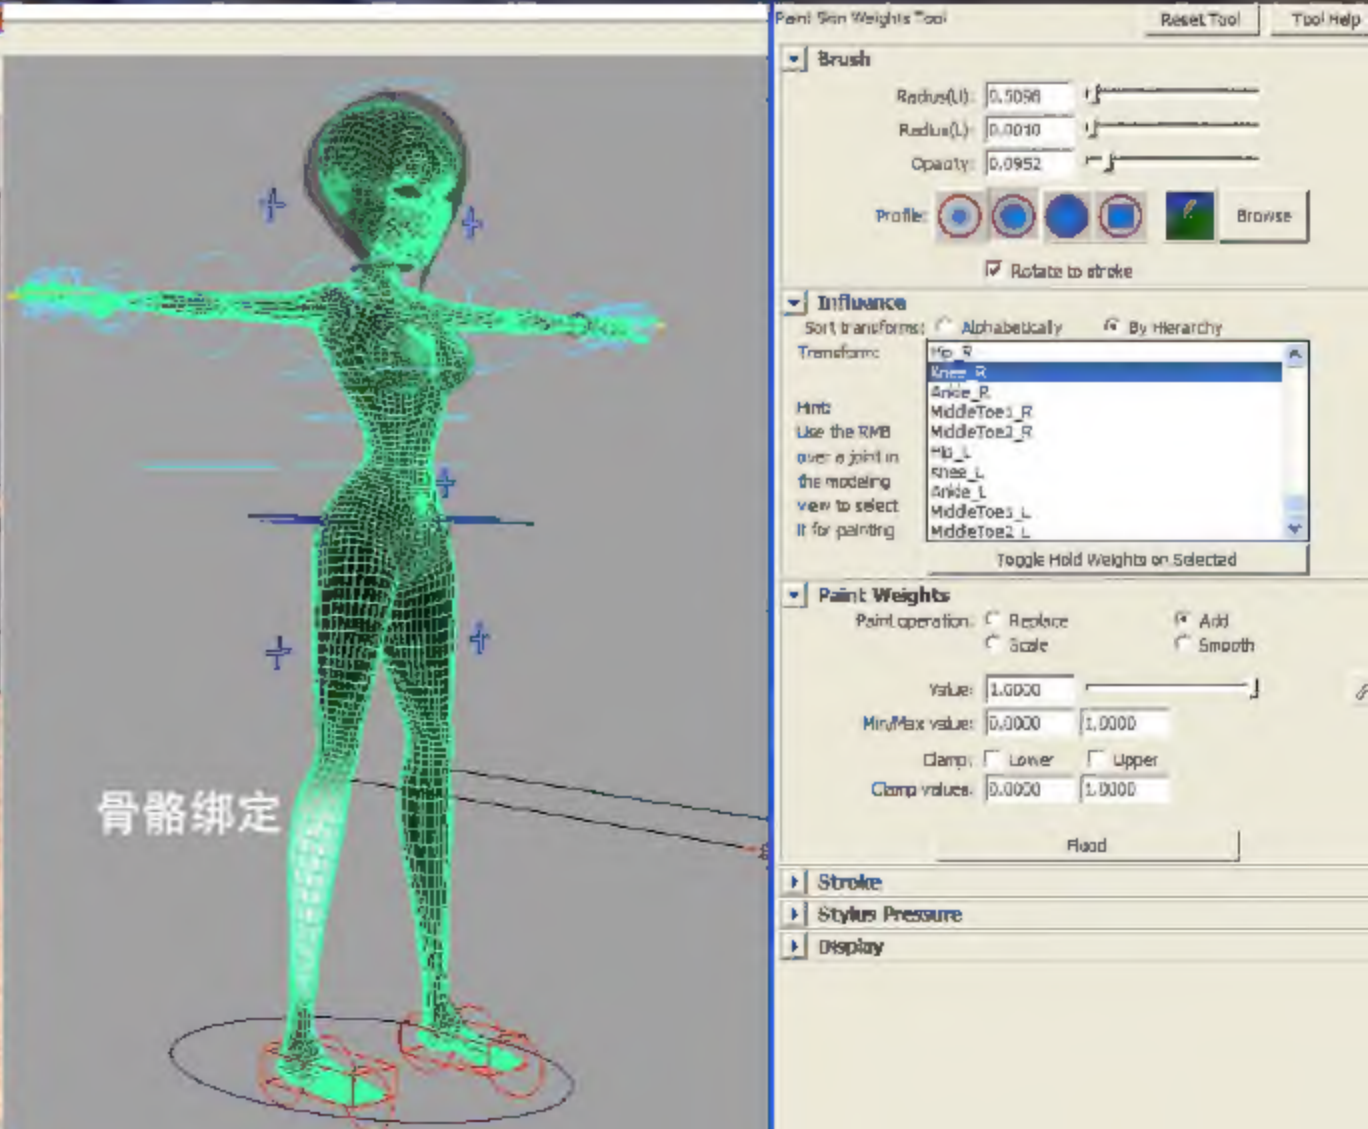 Paint Skin Weights Tool
Reset Tool
Tool Help
Brush
Radius(U): 0.5098
Radius(L): 0.0010
Opacity: 0.0952
Profile:
Browse
Rotate to stroke
Influence
Sort transforms: Alphabetically By Hierarchy
Transform:
Hip_R
Knee_R
Ankle_R
MiddleToe1_R
MiddleToe2_R
Hip_L
Knee_L
Ankle_L
MiddleToe1_L
MiddleToe2_L
Hint:
Use the RMB
over a joint in
the modeling
view to select
it for painting
Toggle Hold Weights on Selected
Paint Weights
Paint operation: Replace Add
Scale Smooth
Value: 1.0000
Min/Max value: 0.0000 1.0000
Clamp: Lower Upper
Clamp values: 0.0000 1.0000
Flood
Stroke
Stylus Pressure
Display
骨骼绑定